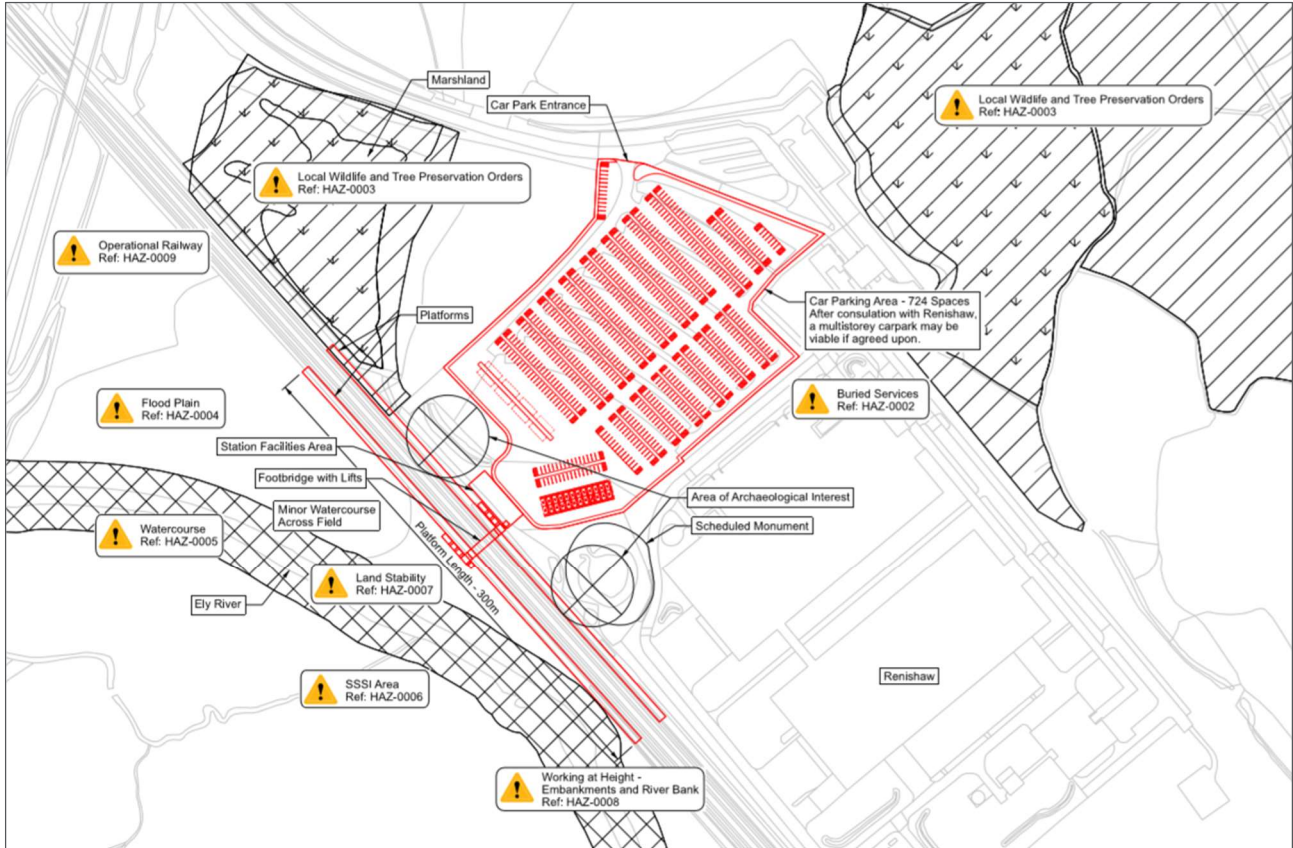 Marshland
Car Park Entrance
Local Wildlife and Tree Preservation Orders
Ref: HAZ-0003
Local Wildlife and Tree Preservation Orders
Ref: HAZ-0003
Operational Railway
Ref: HAZ-0009
Platforms
Car Parking Area - 724 Spaces
After consulation with Renishaw,
a multistorey carpark may be
viable if agreed upon.
Flood Plain
Ref: HAZ-0004
Buried Services
Ref: HAZ-0002
Station Facilities Area
Footbridge with Lifts
Area of Archaeological Interest
Minor Watercourse
Across Field
Scheduled Monument
Watercourse
Ref: HAZ-0005
Platform Length - 300m
Land Stability
Ref: HAZ-0007
Ely River
SSSI Area
Ref: HAZ-0006
Renishaw
Working at Height -
Embankments and River Bank
Ref: HAZ-0008